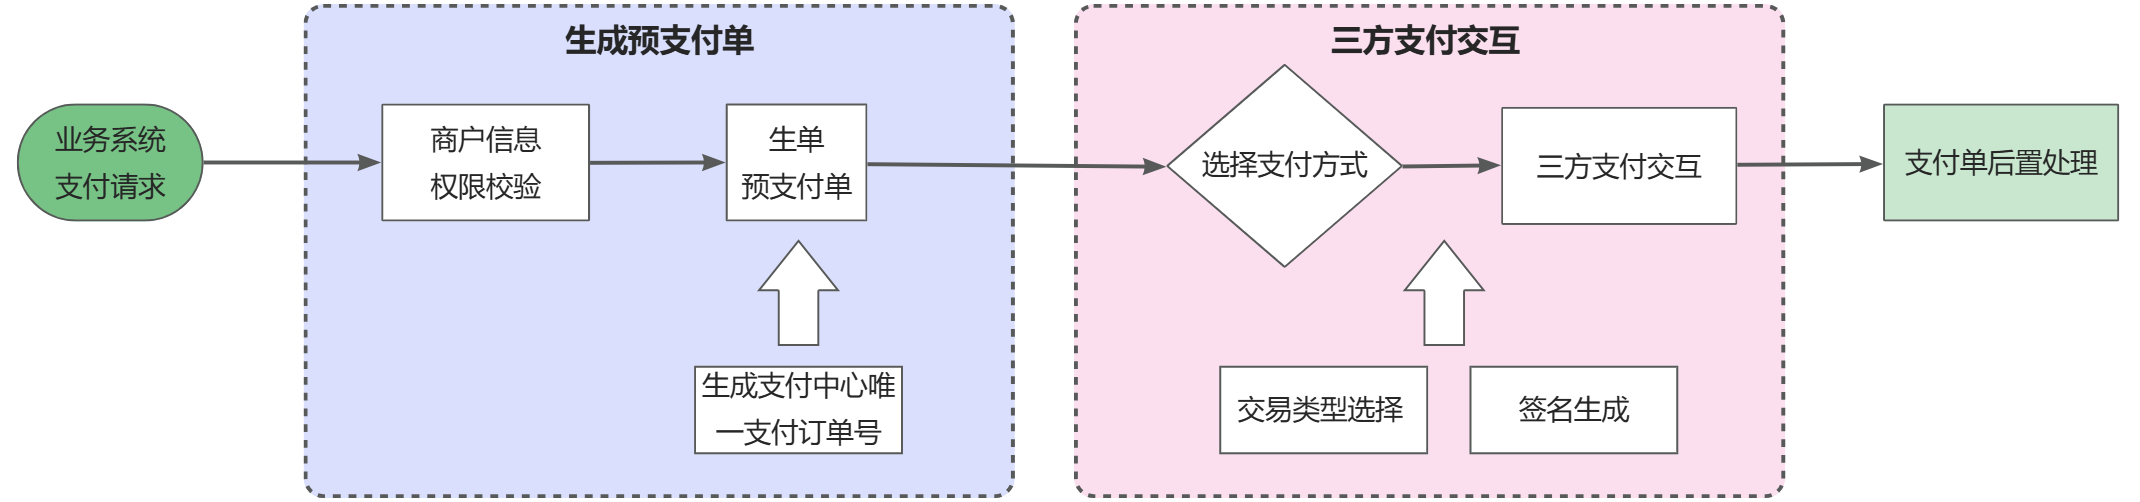 生成预支付单
三方支付交互
业务系统
支付请求
商户信息
权限校验
生单
预支付单
选择支付方式
三方支付交互
支付单后置处理
生成支付中心唯
一支付订单号
交易类型选择
签名生成